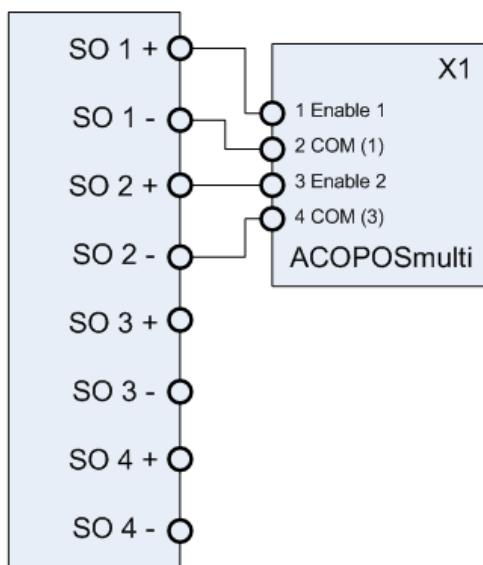 SO 1 +
SO 1 -
SO 2 +
SO 2 -
SO 3 +
SO 3 -
SO 4 +
SO 4 -
X1
1 Enable 1
2 COM (1)
3 Enable 2
4 COM (3)
ACOPOSmulti